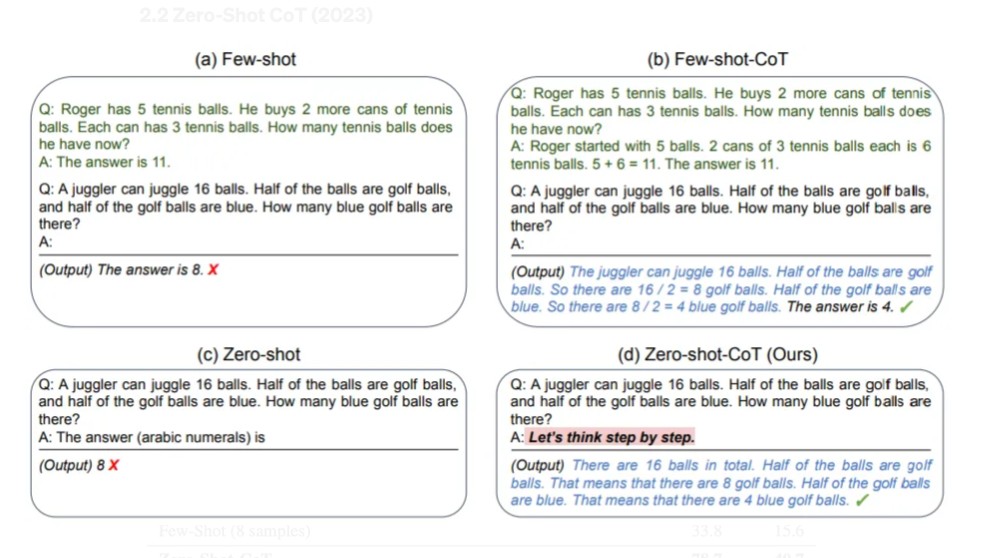 2.2 Zero-Shot CoT (2023)
(a) Few-shot
Q: Roger has 5 tennis balls. He buys 2 more cans of tennis
balls. Each can has 3 tennis balls. How many tennis balls does
he have now?
A: The answer is 11.
Q: A juggler can juggle 16 balls. Half of the balls are golf balls,
and half of the golf balls are blue. How many blue golf balls are
there?
A:
(Output) The answer is 8. X
(b) Few-shot-CoT
Q: Roger has 5 tennis balls. He buys 2 more cans of tennis
balls. Each can has 3 tennis balls. How many tennis balls does
he have now?
A: Roger started with 5 balls. 2 cans of 3 tennis balls each is 6
tennis balls. 5 + 6 = 11. The answer is 11.
Q: A juggler can juggle 16 balls. Half of the balls are golf balls,
and half of the golf balls are blue. How many blue golf balls are
there?
A:
(Output) The juggler can juggle 16 balls. Half of the balls are golf
balls. So there are 16 / 2 = 8 golf balls. Half of the golf balls are
blue. So there are 8 / 2 = 4 blue golf balls. The answer is 4. ✓
(c) Zero-shot
Q: A juggler can juggle 16 balls. Half of the balls are golf balls,
and half of the golf balls are blue. How many blue golf balls are
there?
A: The answer (arabic numerals) is
(Output) 8 X
(d) Zero-shot-CoT (Ours)
Q: A juggler can juggle 16 balls. Half of the balls are golf balls,
and half of the golf balls are blue. How many blue golf balls are
there?
A: Let's think step by step.
(Output) There are 16 balls in total. Half of the balls are golf
balls. That means that there are 8 golf balls. Half of the golf balls
are blue. That means that there are 4 blue golf balls. ✓
Few-Shot (8 samples) 33.8 15.6